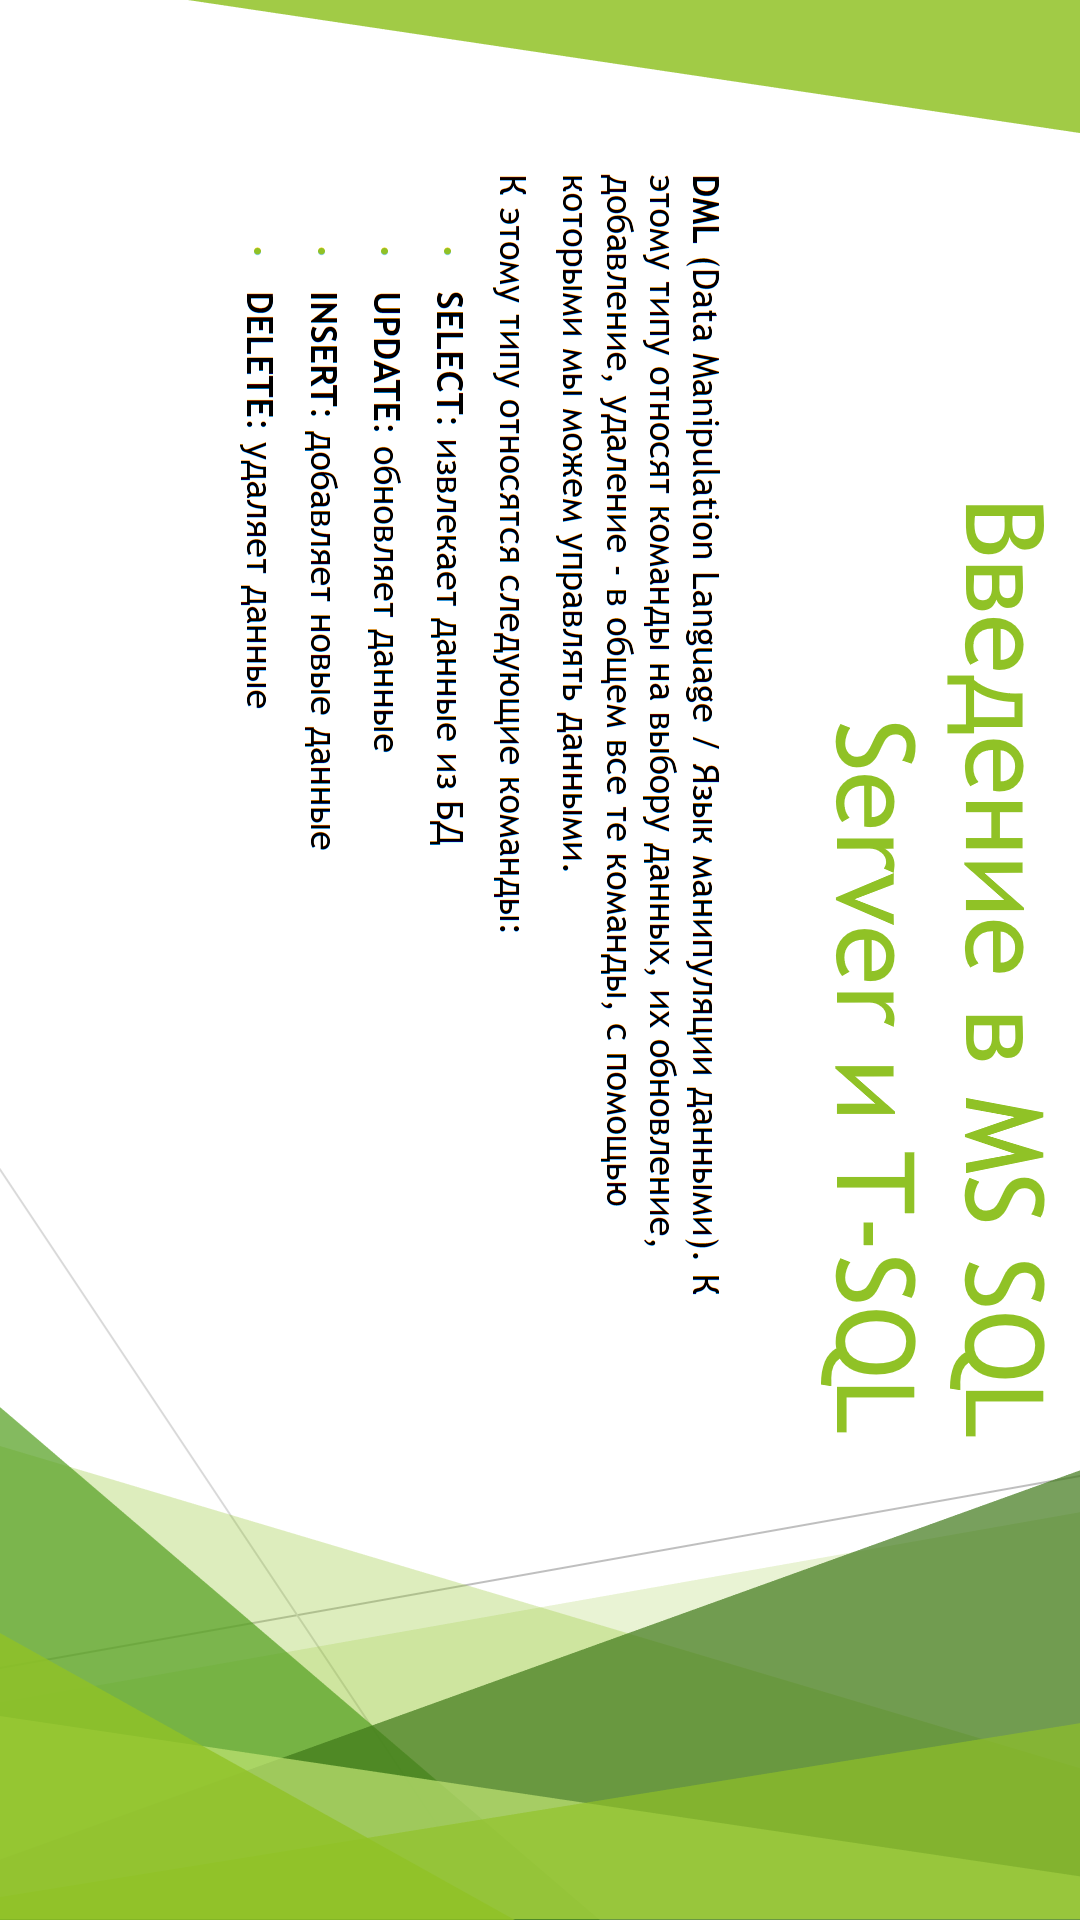 Введение в MS SQL
Server и T-SQL
DML (Data Manipulation Language / Язык манипуляции данными). К
этому типу относят команды на выбору данных, их обновление,
добавление, удаление - в общем все те команды, с помощью
которыми мы можем управлять данными.
К этому типу относятся следующие команды:
• SELECT: извлекает данные из БД
• UPDATE: обновляет данные
• INSERT: добавляет новые данные
• DELETE: удаляет данные